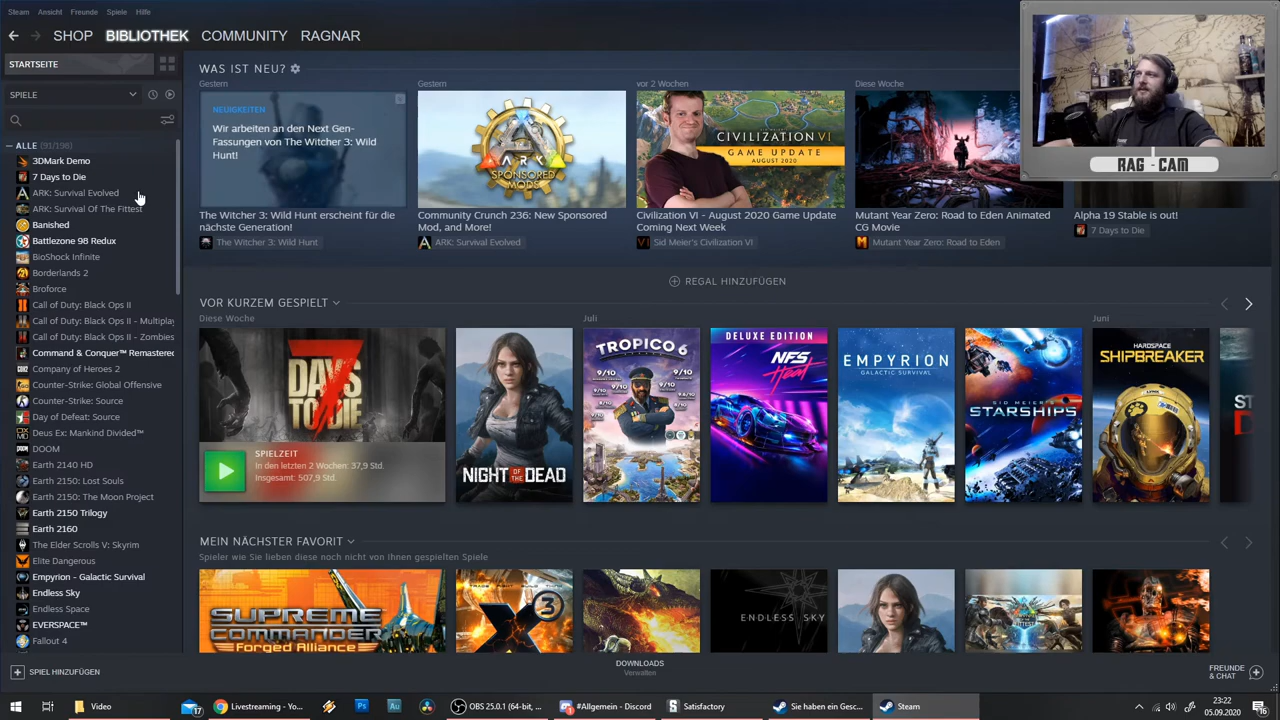 Steam Ansicht Freunde Spiele Hilfe
SHOP BIBLIOTHEK COMMUNITY RAGNAR
STARTSEITE
SPIELE
ALLE (91/196)
3DMark Demo
7 Days to Die
ARK: Survival Evolved
ARK: Survival Of The Fittest
Banished
Battlezone 98 Redux
BioShock Infinite
Borderlands 2
Broforce
Call of Duty: Black Ops II
Call of Duty: Black Ops II - Multiplay
Call of Duty: Black Ops II - Zombies
Command & Conquer™ Remastered
Company of Heroes 2
Counter-Strike: Global Offensive
Counter-Strike: Source
Day of Defeat: Source
Deus Ex: Mankind Divided™
DOOM
Earth 2140 HD
Earth 2150: Lost Souls
Earth 2150: The Moon Project
Earth 2150 Trilogy
Earth 2160
The Elder Scrolls V: Skyrim
Elite Dangerous
Empyrion - Galactic Survival
Endless Sky
Endless Space
EVERSPACE™
Fallout 4
SPIEL HINZUFÜGEN
WAS IST NEU?
Gestern
NEUIGKEITEN
Wir arbeiten an den Next Gen-
Fassungen von The Witcher 3: Wild
Hunt!
The Witcher 3: Wild Hunt erscheint für die
nächste Generation!
The Witcher 3: Wild Hunt
Gestern
ARK
SPONSORED
MODS
Community Crunch 236: New Sponsored
Mod, and More!
ARK: Survival Evolved
vor 2 Wochen
CIVILIZATION VI
GAME UPDATE
AUGUST 2020
Civilization VI - August 2020 Game Update
Coming Next Week
Sid Meier's Civilization VI
Diese Woche
Mutant Year Zero: Road to Eden Animated
CG Movie
Mutant Year Zero: Road to Eden
Alpha 19 Stable is out!
7 Days to Die
RAG - CAM
REGAL HINZUFÜGEN
VOR KURZEM GESPIELT
Diese Woche
Juli
Juni
7
DAYS
TO DIE
SPIELZEIT
In den letzten 2 Wochen: 37,9 Std.
Insgesamt: 507,9 Std.
NIGHT OF THE DEAD
TROPICO 6
DELUXE EDITION
NFS
Heat
EMPYRION
GALACTIC SURVIVAL
SID MEIER'S
STARSHIPS
HARDSPACE
SHIPBREAKER
MEIN NÄCHSTER FAVORIT
Spieler wie Sie lieben diese noch nicht von Ihnen gespielten Spiele
SUPREME
COMMANDER
Forged Alliance
X3
ENDLESS SKY
DOWNLOADS
Verwalten
FREUNDE
& CHAT
Video
17
Livestreaming - Yo...
Ps
Au
OBS 25.0.1 (64-bit, ...
#Allgemein - Discord
Satisfactory
Sie haben ein Gesc...
Steam
23:22
05.09.2020
16